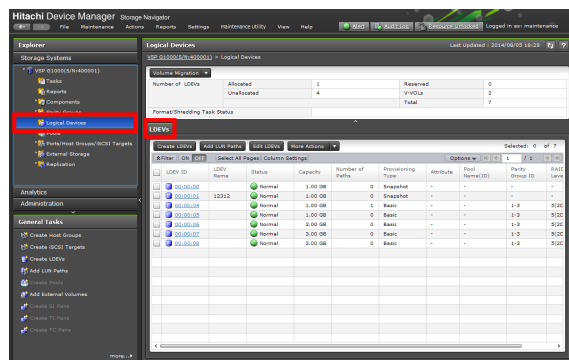 Hitachi Device Manager Storage Navigator
File Maintenance Actions Reports Settings Maintenance Utility View Help Alert Audit Log Resource Unlocked Logged in as: maintenance
Explorer
Storage Systems
VSP G1000(S/N:400001)
Tasks
Reports
Components
Parity Groups
Logical Devices
Pools
Ports/Host Groups/iSCSI Targets
External Storage
Replication
Analytics
Administration
General Tasks
Create Host Groups
Create iSCSI Targets
Create LDEVs
Add LUN Paths
Create Pools
Add External Volumes
Create SI Pairs
Create TI Pairs
Create TC Pairs
more...
Logical Devices Last Updated : 2014/08/05 18:29
VSP G1000(S/N:400001) > Logical Devices
Volume Migration
Number of LDEVs Allocated 1 Reserved 0
Unallocated 4 V-VOLs 2
Total 7
Format/Shredding Task Status
LDEVs
Create LDEVs Add LUN Paths Edit LDEVs More Actions Selected: 0 of 7
Filter ON OFF Select All Pages Column Settings Options 1 / 1
LDEV ID LDEV Name Status Capacity Number of Paths Provisioning Type Attribute Pool Name(ID) Parity Group ID RAID Leve
00:00:00 Normal 1.00 GB 0 Snapshot - - -
00:00:01 12312 Normal 1.00 GB 0 Snapshot - - -
00:00:04 Normal 1.00 GB 1 Basic - - 1-3 5(2D
00:00:05 Normal 1.00 GB 0 Basic - - 1-3 5(2D
00:00:06 Normal 3.00 GB 0 Basic - - 1-3 5(2D
00:00:07 Normal 3.00 GB 0 Basic - - 1-3 5(2D
00:00:08 Normal 3.00 GB 0 Basic - - 1-3 5(2D